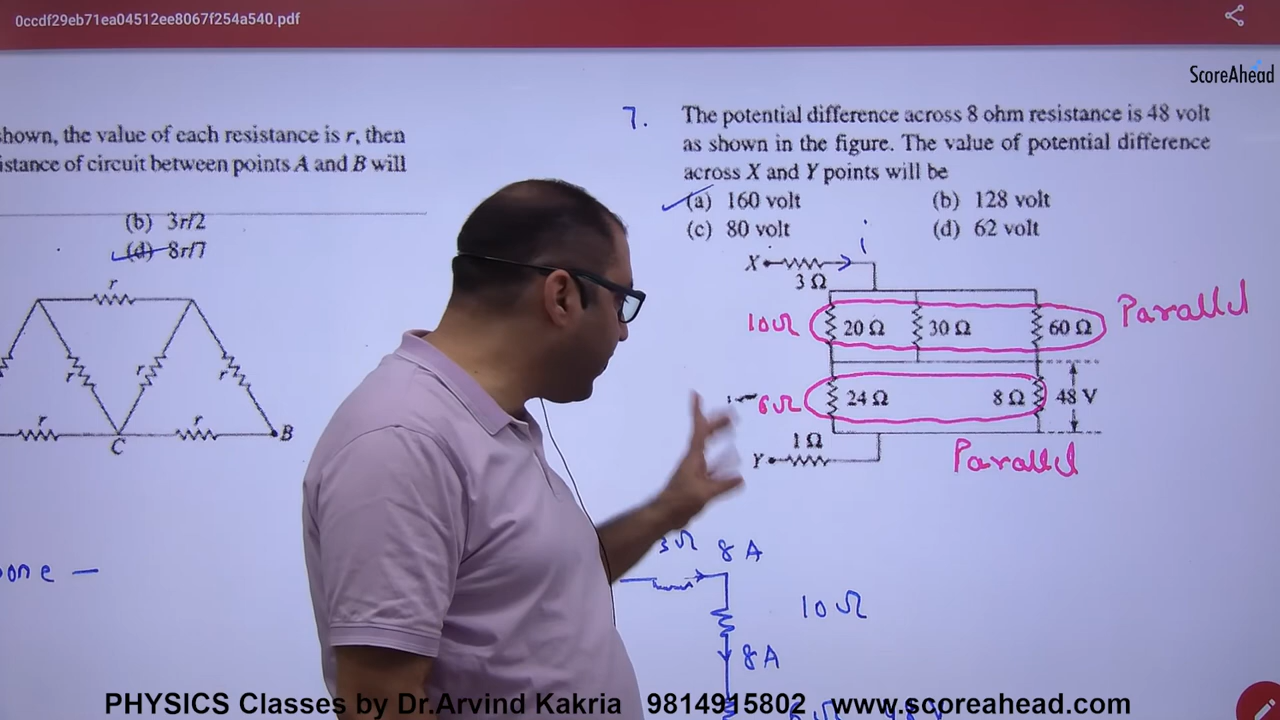 0ccdf29eb71ea04512ee8067f254a540.pdf
ScoreAhead
shown, the value of each resistance is r, then
istance of circuit between points A and B will
(b) 3r/2
(d) 8r/7
r
r
r
r
r
r
C
B
one —
7. The potential difference across 8 ohm resistance is 48 volt
as shown in the figure. The value of potential difference
across X and Y points will be
(a) 160 volt
(b) 128 volt
(c) 80 volt
(d) 62 volt
i
X
3 Ω
10Ω
20 Ω
30 Ω
60 Ω
Parallel
6Ω
24 Ω
8 Ω
48 V
1 Ω
Y
Parallel
3Ω
8 A
10 Ω
8A
PHYSICS Classes by Dr.Arvind Kakria 9814915802 www.scoreahead.com